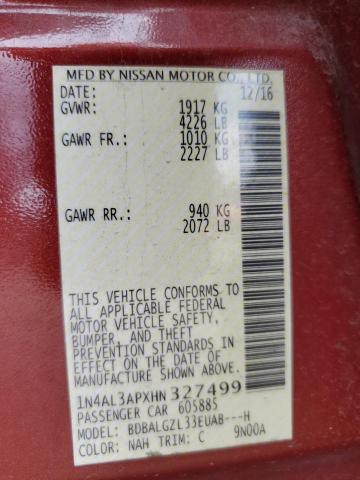 MFD BY NISSAN MOTOR CO., LTD.
DATE: 12/16
GVWR: 1917 KG
4226 LB
GAWR FR.: 1010 KG
2227 LB
GAWR RR.: 940 KG
2072 LB
THIS VEHICLE CONFORMS TO
ALL APPLICABLE FEDERAL
MOTOR VEHICLE SAFETY,
BUMPER, AND THEFT
PREVENTION STANDARDS IN
EFFECT ON THE DATE OF
MANUFACTURE SHOWN ABOVE.
1N4AL3APXHN327499
PASSENGER CAR 605885
MODEL: BDBALGZL33EUAB---H
COLOR: NAH TRIM: C 9N00A